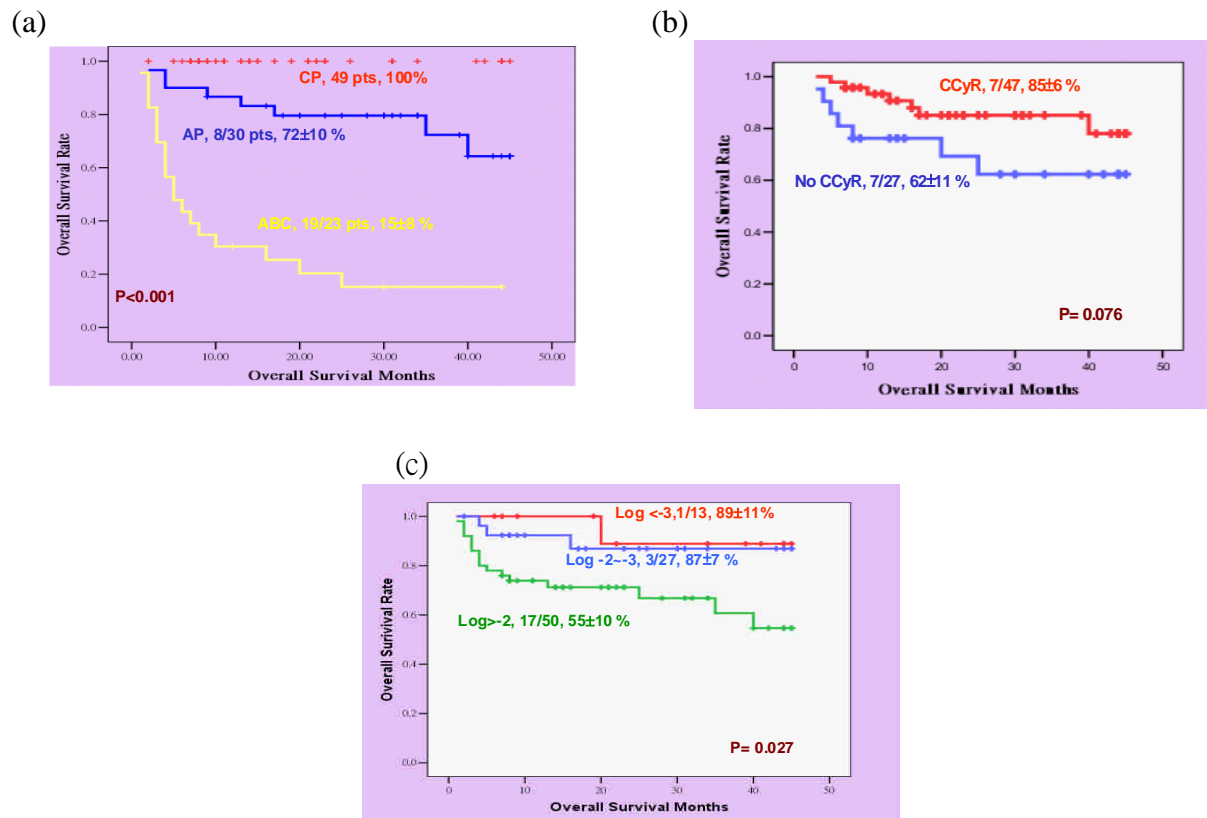 (a)
1.0
0.8
0.6
0.4
0.2
0.0
Overall Survival Rate
CP, 49 pts, 100%
AP, 8/30 pts, 72±10 %
ABC, 19/23 pts, 15±8 %
P<0.001
0.00 10.00 20.00 30.00 40.00 50.00
Overall Survival Months
(b)
1.0
0.8
0.6
0.4
0.2
0.0
Overall Survival Rate
CCyR, 7/47, 85±6 %
No CCyR, 7/27, 62±11 %
P= 0.076
0 10 20 30 40 50
Overall Survival Months
(c)
1.0
0.8
0.6
0.4
0.2
0.0
Overall Survival Rate
Log <-3,1/13, 89±11%
Log -2~-3, 3/27, 87±7 %
Log>-2, 17/50, 55±10 %
P= 0.027
0 10 20 30 40 50
Overall Survival Months